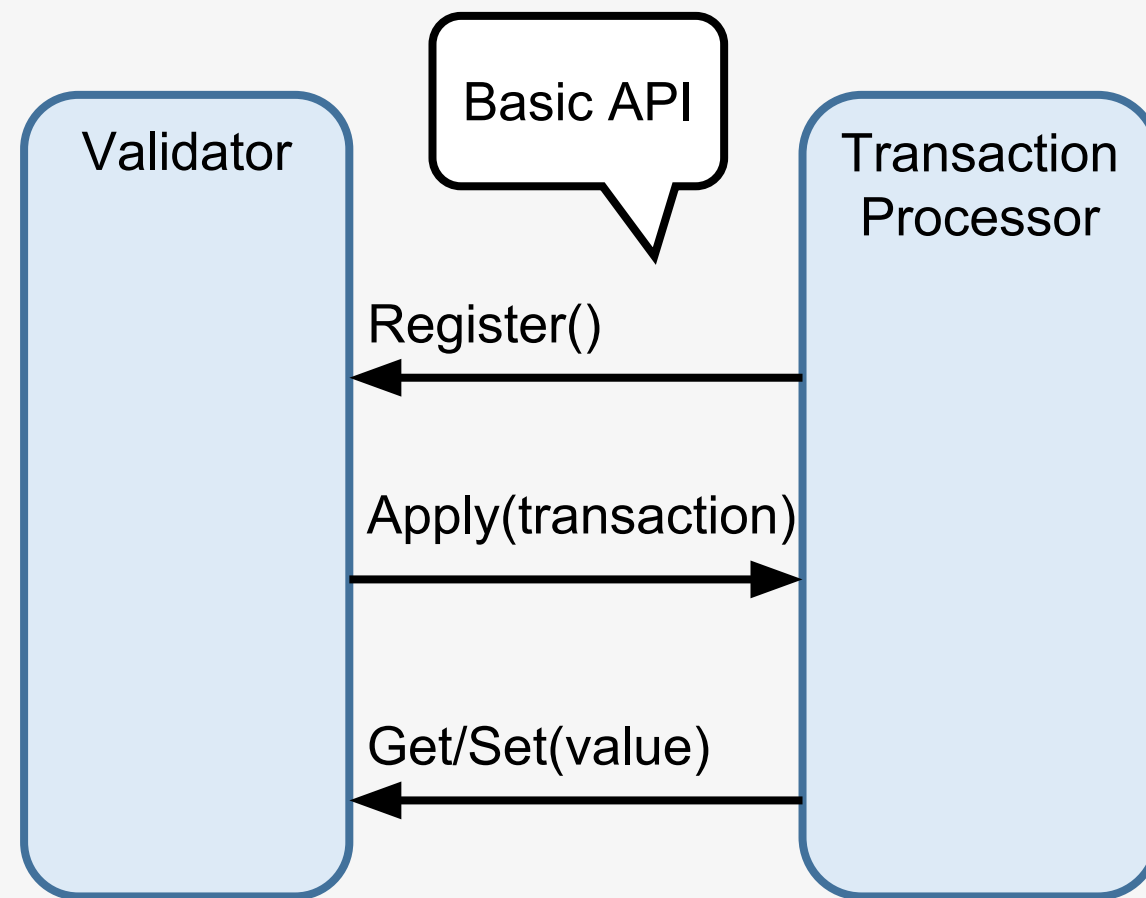 Basic API
Validator
Transaction
Processor
Register()
Apply(transaction)
Get/Set(value)